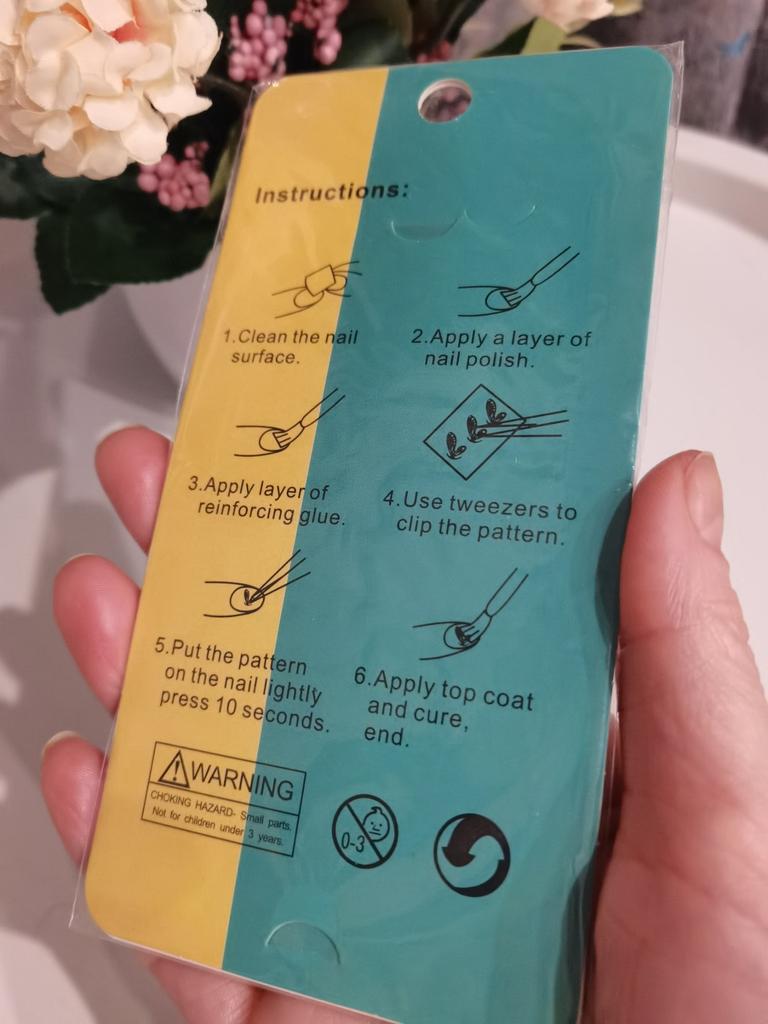 Instructions:
1.Clean the nail
surface.
2.Apply a layer of
nail polish.
3.Apply layer of
reinforcing glue.
4.Use tweezers to
clip the pattern.
5.Put the pattern
on the nail lightly
press 10 seconds.
6.Apply top coat
and cure,
end.
WARNING
CHOKING HAZARD- Small parts.
Not for children under 3 years.
0-3